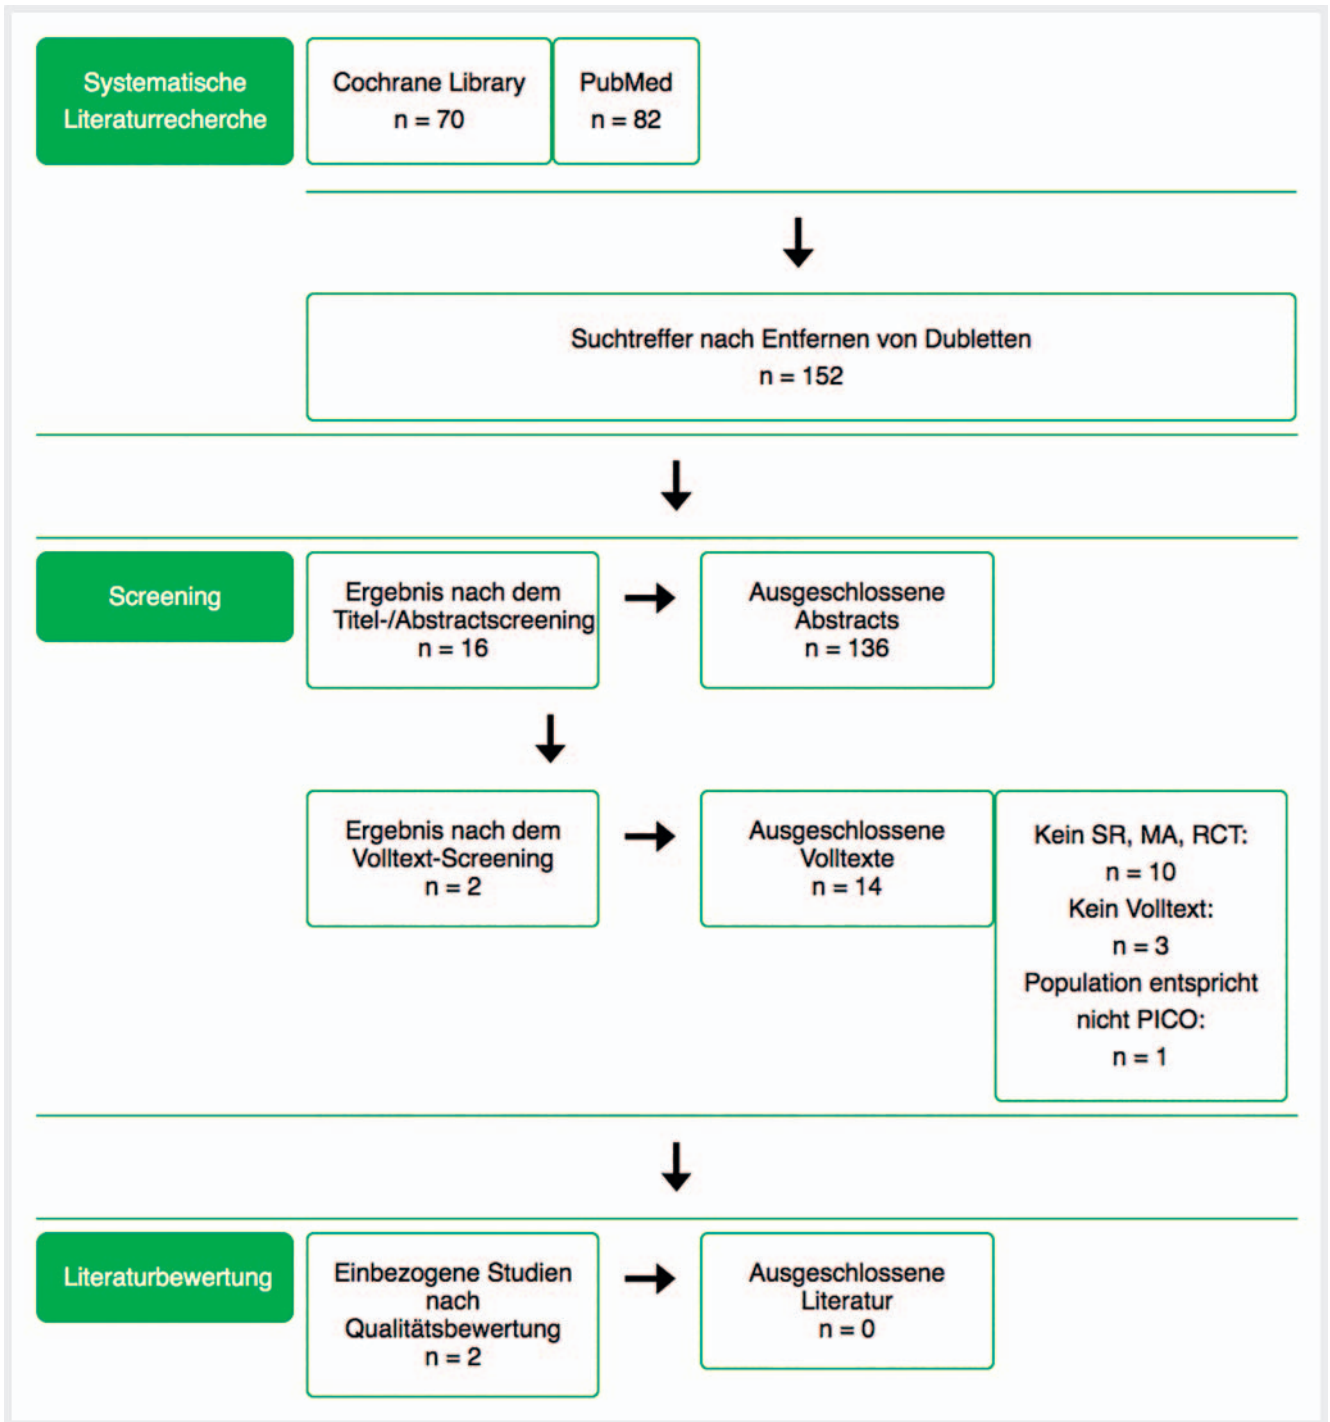 Systematische
Literaturrecherche
Cochrane Library
n = 70
PubMed
n = 82
Suchtreffer nach Entfernen von Dubletten
n = 152
Screening
Ergebnis nach dem
Titel-/Abstractscreening
n = 16
Ausgeschlossene
Abstracts
n = 136
Ergebnis nach dem
Volltext-Screening
n = 2
Ausgeschlossene
Volltexte
n = 14
Kein SR, MA, RCT:
n = 10
Kein Volltext:
n = 3
Population entspricht
nicht PICO:
n = 1
Literaturbewertung
Einbezogene Studien
nach
Qualitätsbewertung
n = 2
Ausgeschlossene
Literatur
n = 0